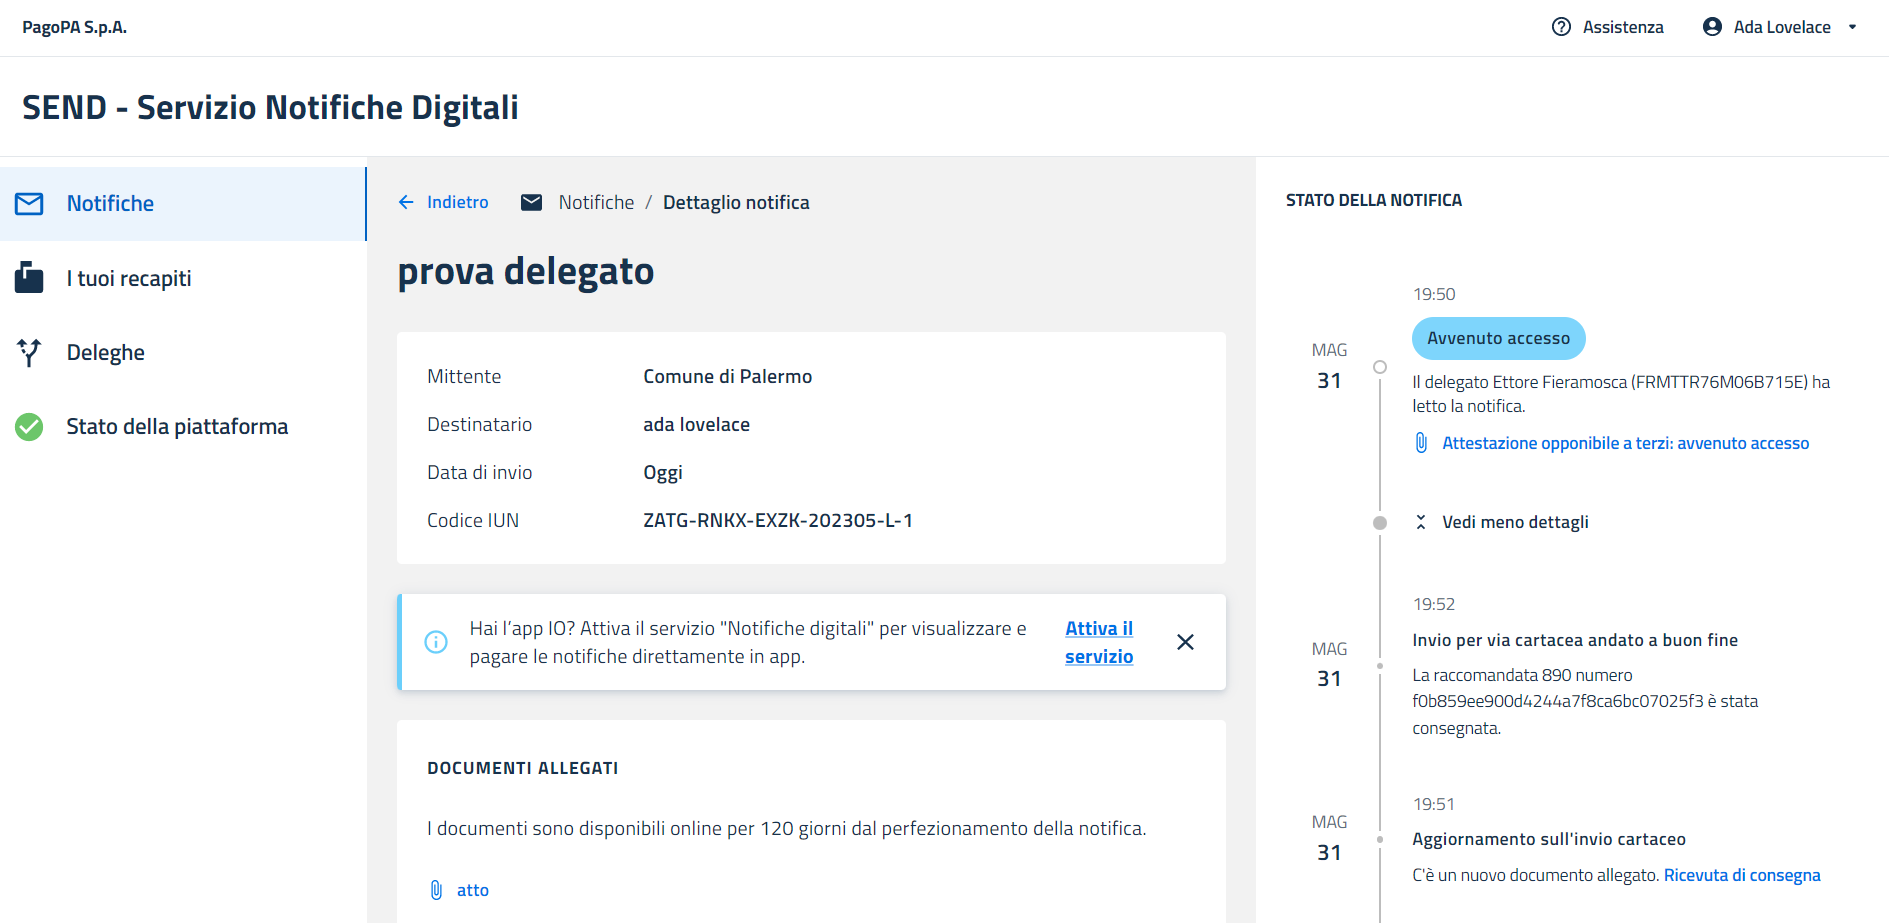 PagoPA S.p.A.
Assistenza
Ada Lovelace
SEND - Servizio Notifiche Digitali
Notifiche
I tuoi recapiti
Deleghe
Stato della piattaforma
Indietro
Notifiche / Dettaglio notifica
prova delegato
Mittente Comune di Palermo
Destinatario ada lovelace
Data di invio Oggi
Codice IUN ZATG-RNKX-EXZK-202305-L-1
Hai l’app IO? Attiva il servizio "Notifiche digitali" per visualizzare e
pagare le notifiche direttamente in app.
Attiva il
servizio
DOCUMENTI ALLEGATI
I documenti sono disponibili online per 120 giorni dal perfezionamento della notifica.
atto
STATO DELLA NOTIFICA
19:50
MAG
31
Avvenuto accesso
Il delegato Ettore Fieramosca (FRMTTR76M06B715E) ha
letto la notifica.
Attestazione opponibile a terzi: avvenuto accesso
Vedi meno dettagli
19:52
MAG
31
Invio per via cartacea andato a buon fine
La raccomandata 890 numero
f0b859ee900d4244a7f8ca6bc07025f3 è stata
consegnata.
19:51
MAG
31
Aggiornamento sull'invio cartaceo
C'è un nuovo documento allegato. Ricevuta di consegna